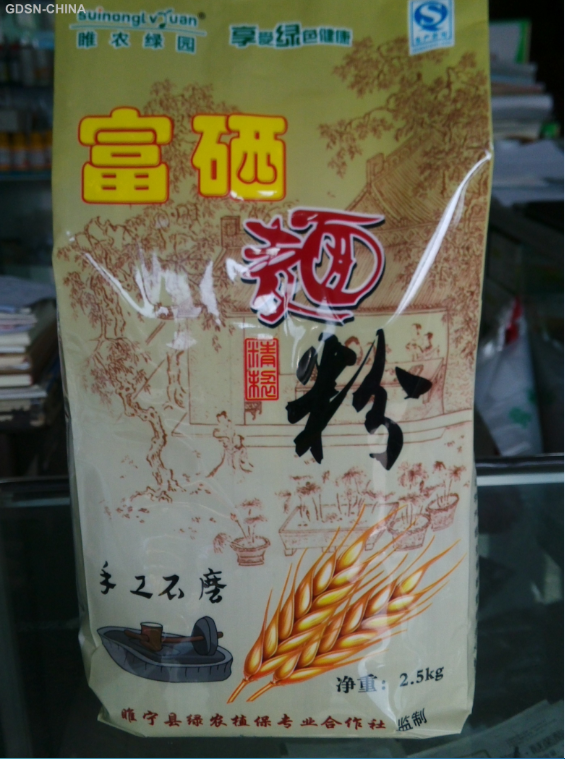 GDSN-CHINA
suinongLvyuan
睢农绿园
享受绿色健康
富硒
麵
精杨
粉
手工石磨
净重：2.5kg
睢宁县绿农植保专业合作社 监制